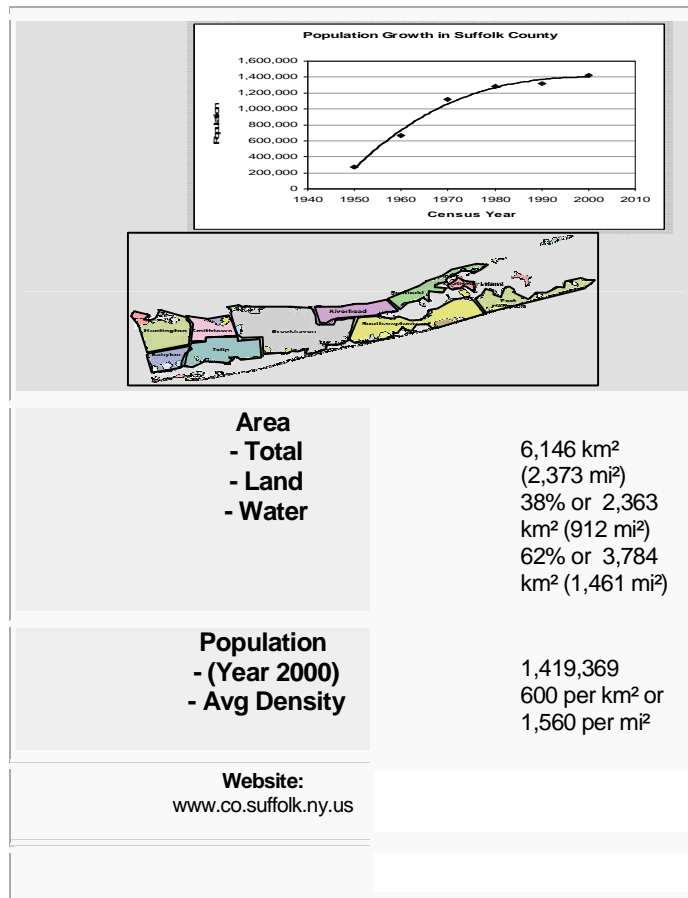 Population Growth in Suffolk County
1,600,000
1,400,000
1,200,000
1,000,000
800,000
600,000
400,000
200,000
0
Population
1940 1950 1960 1970 1980 1990 2000 2010
Census Year
Riverhead
Huntington
Smithtown
Brookhaven
Southampton
East
Babylon
Islip
Area
- Total
- Land
- Water
6,146 km²
(2,373 mi²)
38% or 2,363
km² (912 mi²)
62% or 3,784
km² (1,461 mi²)
Population
- (Year 2000)
- Avg Density
1,419,369
600 per km² or
1,560 per mi²
Website:
www.co.suffolk.ny.us